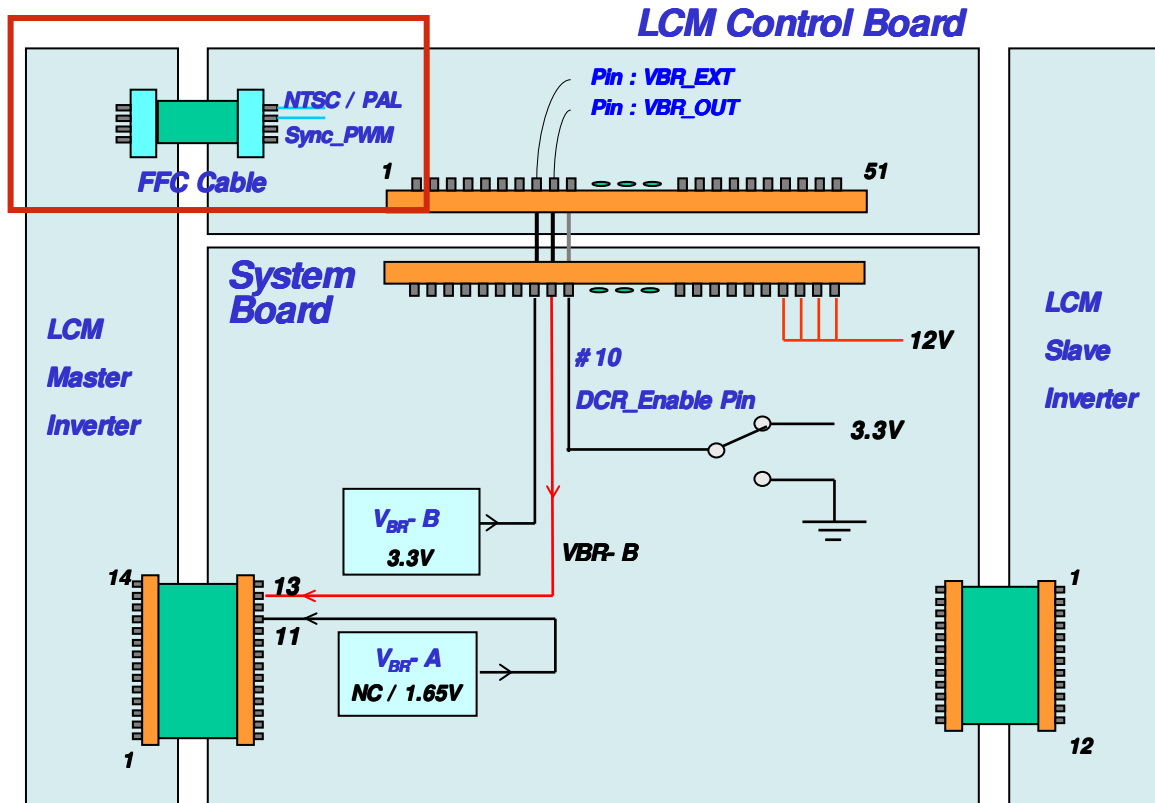 LCM Control Board
Pin : VBR_EXT
Pin : VBR_OUT
NTSC / PAL
Sync_PWM
FFC Cable
1
51
System
Board
LCM
Master
Inverter
LCM
Slave
Inverter
12V
# 10
DCR_Enable Pin
3.3V
VBR- B
3.3V
VBR- B
14
13
11
1
VBR- A
NC / 1.65V
1
12